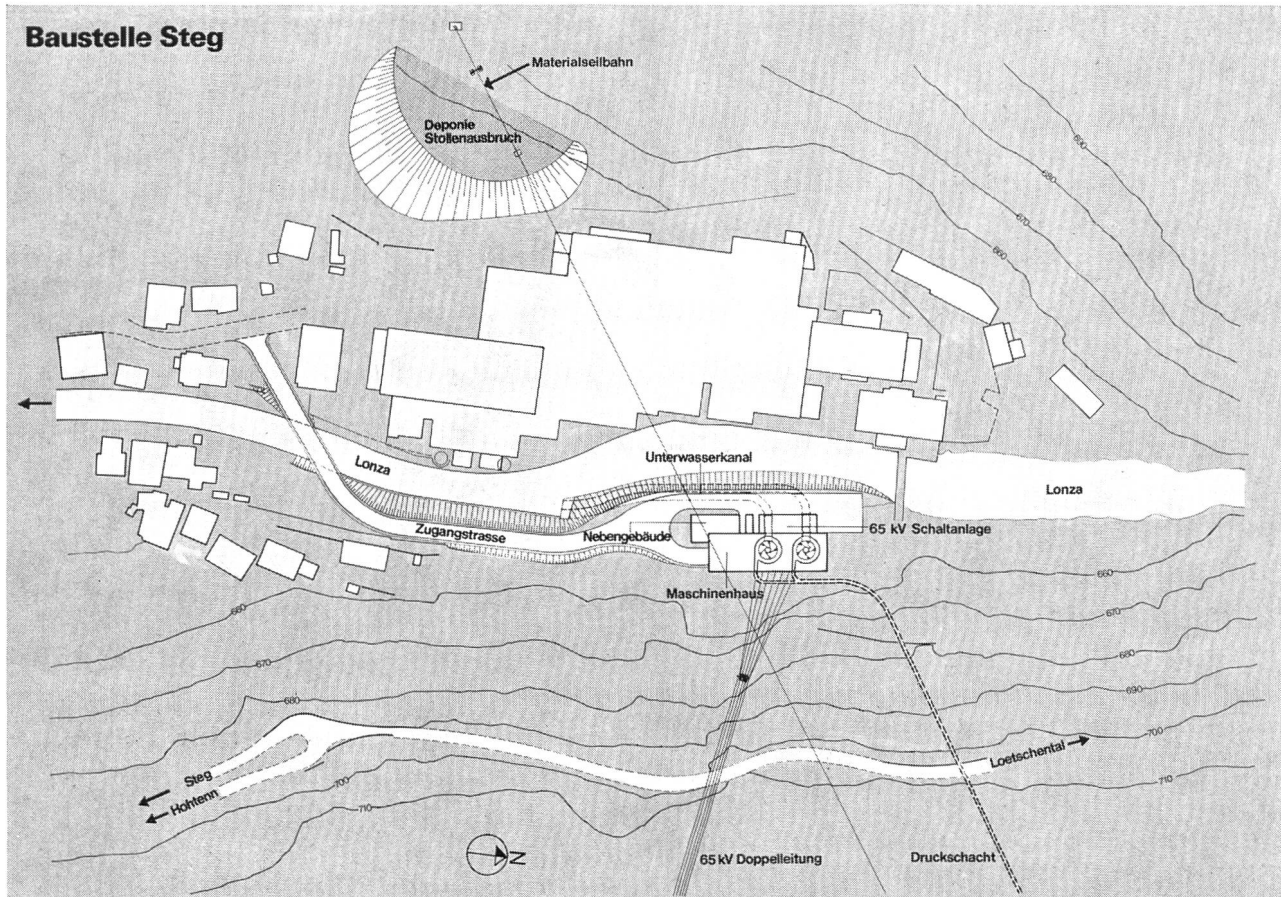 Baustelle Steg
Materialseilbahn
Deponie
Stollenausbruch
690
680
670
660
Lonza
Unterwasserkanal
Lonza
Zugangstrasse
Nebengebäude
65 kV Schaltanlage
Maschinenhaus
660
660
670
670
680
680
690
700
Loetschental
710
Steg
Hohtenn
700
710
N
65 kV Doppelleitung
Druckschacht